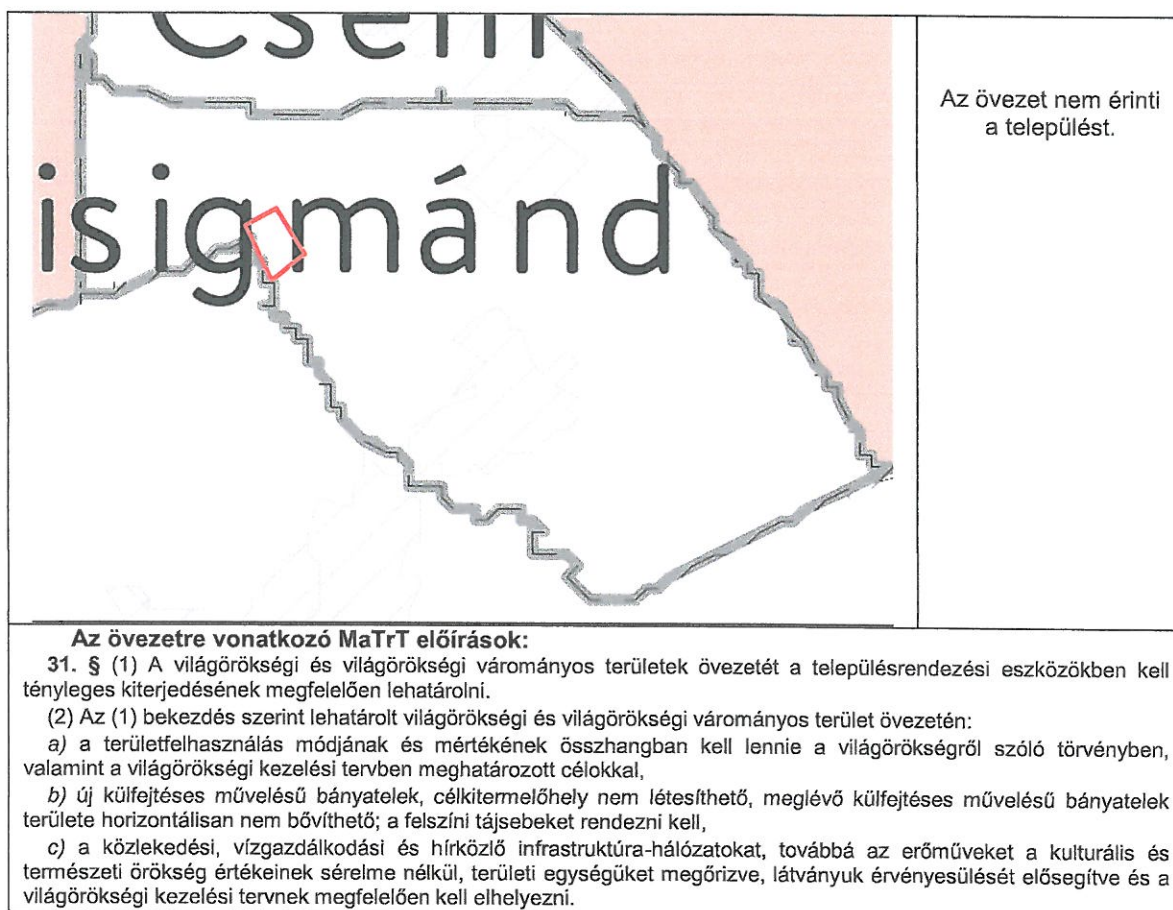 Csém
isigmánd
Az övezet nem érinti
a települést.
Az övezetre vonatkozó MaTrT előírások:
31. § (1) A világörökségi és világörökségi várományos területek övezetét a településrendezési eszközökben kell
tényleges kiterjedésének megfelelően lehatárolni.
(2) Az (1) bekezdés szerint lehatárolt világörökségi és világörökségi várományos terület övezetén:
a) a területfelhasználás módjának és mértékének összhangban kell lennie a világörökségről szóló törvényben,
valamint a világörökségi kezelési tervben meghatározott célokkal,
b) új külfejtéses művelésű bányatelek, célkitermelőhely nem létesíthető, meglévő külfejtéses művelésű bányatelek
területe horizontálisan nem bővíthető; a felszíni tájsebeket rendezni kell,
c) a közlekedési, vízgazdálkodási és hírközlő infrastruktúra-hálózatokat, továbbá az erőműveket a kulturális és
természeti örökség értékeinek sérelme nélkül, területi egységüket megőrizve, látványuk érvényesülését elősegítve és a
világörökségi kezelési tervnek megfelelően kell elhelyezni.